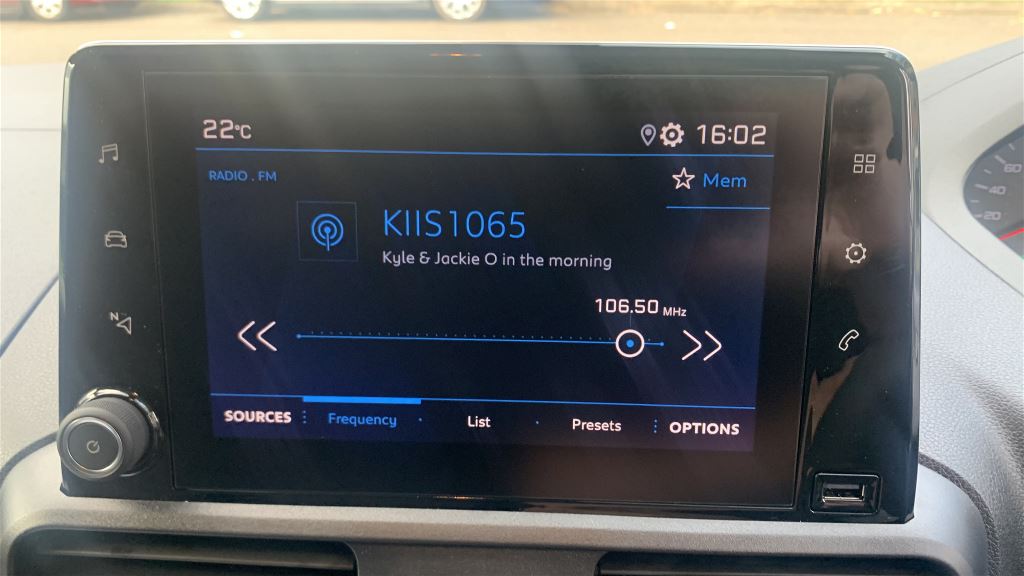 22°C
16:02
RADIO . FM
Mem
KIIS1065
Kyle & Jackie O in the morning
106.50 MHz
N
SOURCES
Frequency
List
Presets
OPTIONS
60
40
20